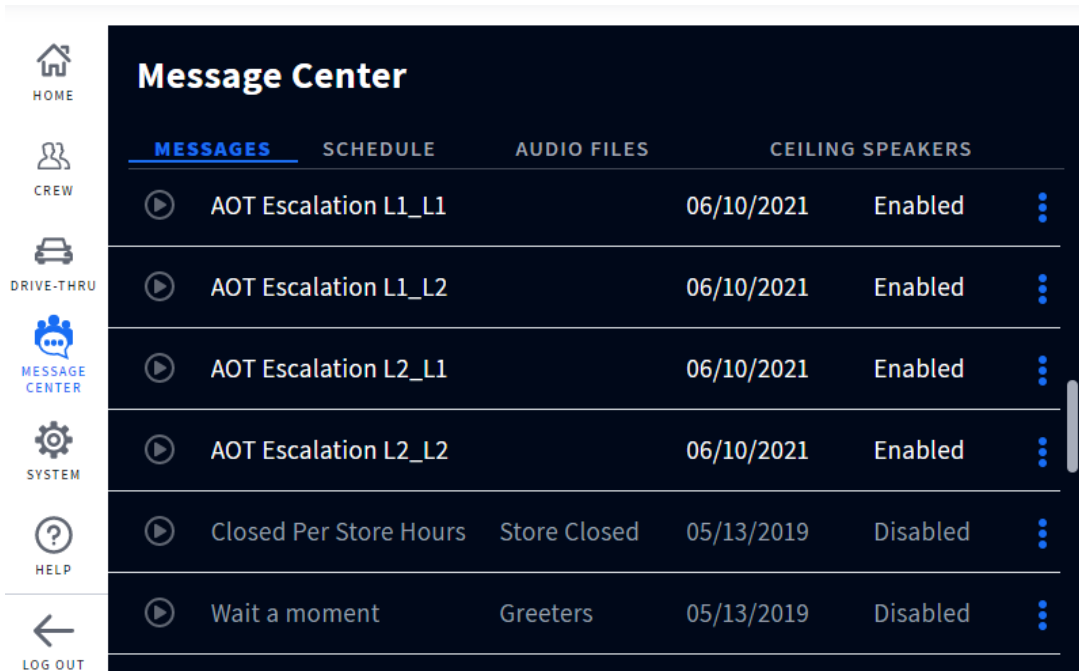 HOME
CREW
DRIVE-THRU
MESSAGE
CENTER
SYSTEM
HELP
LOG OUT
Message Center
MESSAGES SCHEDULE AUDIO FILES CEILING SPEAKERS
AOT Escalation L1_L1 06/10/2021 Enabled
AOT Escalation L1_L2 06/10/2021 Enabled
AOT Escalation L2_L1 06/10/2021 Enabled
AOT Escalation L2_L2 06/10/2021 Enabled
Closed Per Store Hours Store Closed 05/13/2019 Disabled
Wait a moment Greeters 05/13/2019 Disabled